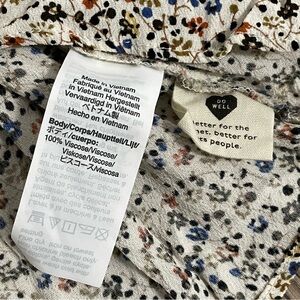 Made in Vietnam
Fabriqué au Vietnam
in Vietnam Hergestellt
Vervaardigd in Vietnam
ベトナム製
Hecho en Vietnam
Body/Corps/Hauptteil/Lijf/
ボディ/cuerpo:
100% Viscose/Viscose/
Viskose/Viscose/
ビスコース/viscosa
DO
WELL
etter for the
net, better for
ts people.